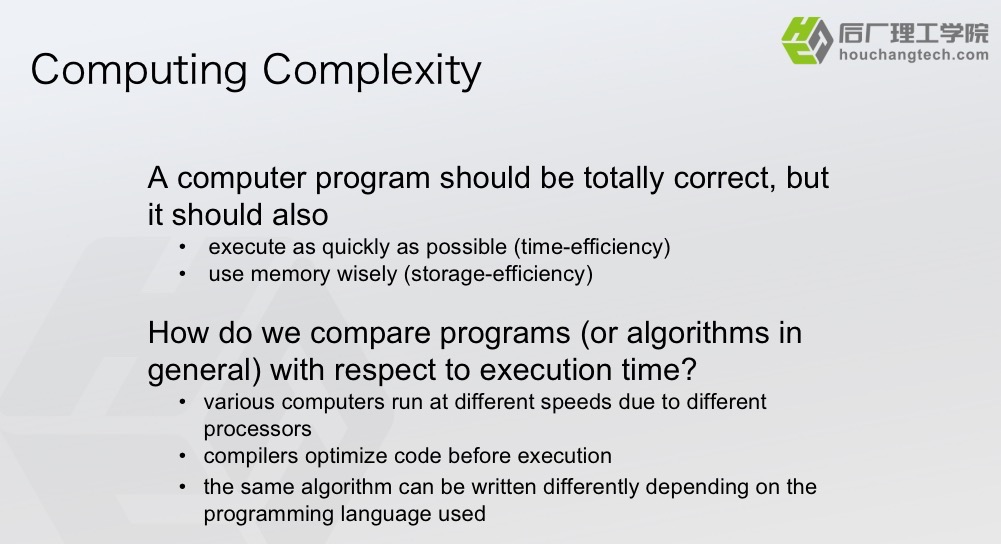 后厂理工学院
houchangtech.com
Computing Complexity
A computer program should be totally correct, but
it should also
• execute as quickly as possible (time-efficiency)
• use memory wisely (storage-efficiency)
How do we compare programs (or algorithms in
general) with respect to execution time?
• various computers run at different speeds due to different
processors
• compilers optimize code before execution
• the same algorithm can be written differently depending on the
programming language used